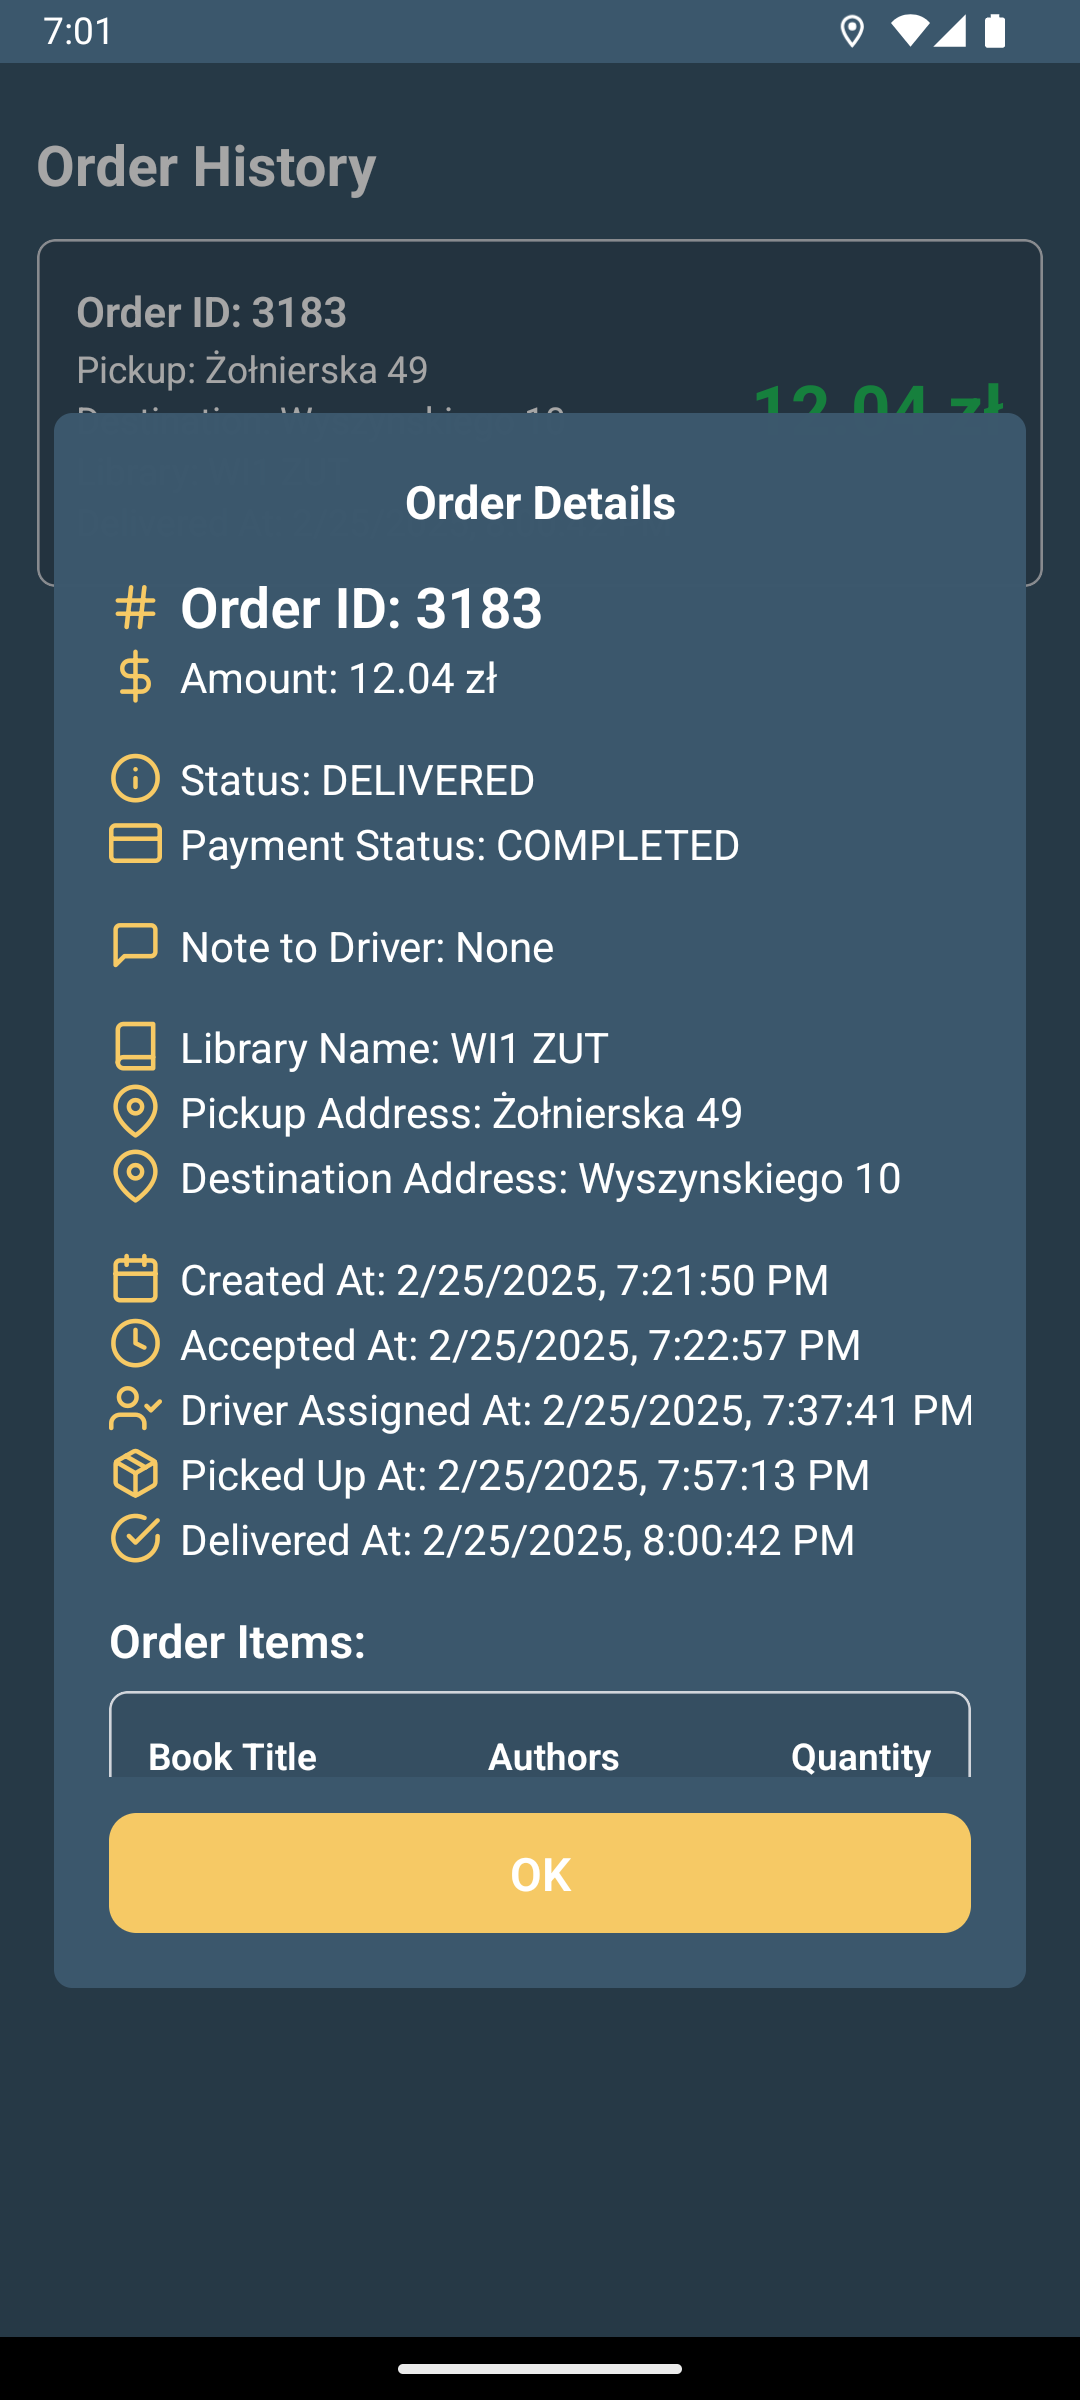 7:01
Order History
Order ID: 3183
Pickup: Żołnierska 49
12.04 zł
Order Details
Order ID: 3183
Amount: 12.04 zł
Status: DELIVERED
Payment Status: COMPLETED
Note to Driver: None
Library Name: WI1 ZUT
Pickup Address: Żołnierska 49
Destination Address: Wyszynskiego 10
Created At: 2/25/2025, 7:21:50 PM
Accepted At: 2/25/2025, 7:22:57 PM
Driver Assigned At: 2/25/2025, 7:37:41 PM
Picked Up At: 2/25/2025, 7:57:13 PM
Delivered At: 2/25/2025, 8:00:42 PM
Order Items:
Book Title Authors Quantity
OK